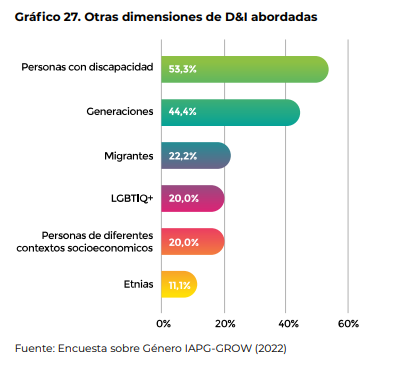 Gráfico 27. Otras dimensiones de D&I abordadas
Personas con discapacidad
53,3%
Generaciones
44,4%
Migrantes
22,2%
LGBTIQ+
20,0%
Personas de diferentes
contextos socioeconomicos
20,0%
Etnias
11,1%
0%
20%
40%
60%
Fuente: Encuesta sobre Género IAPG-GROW (2022)